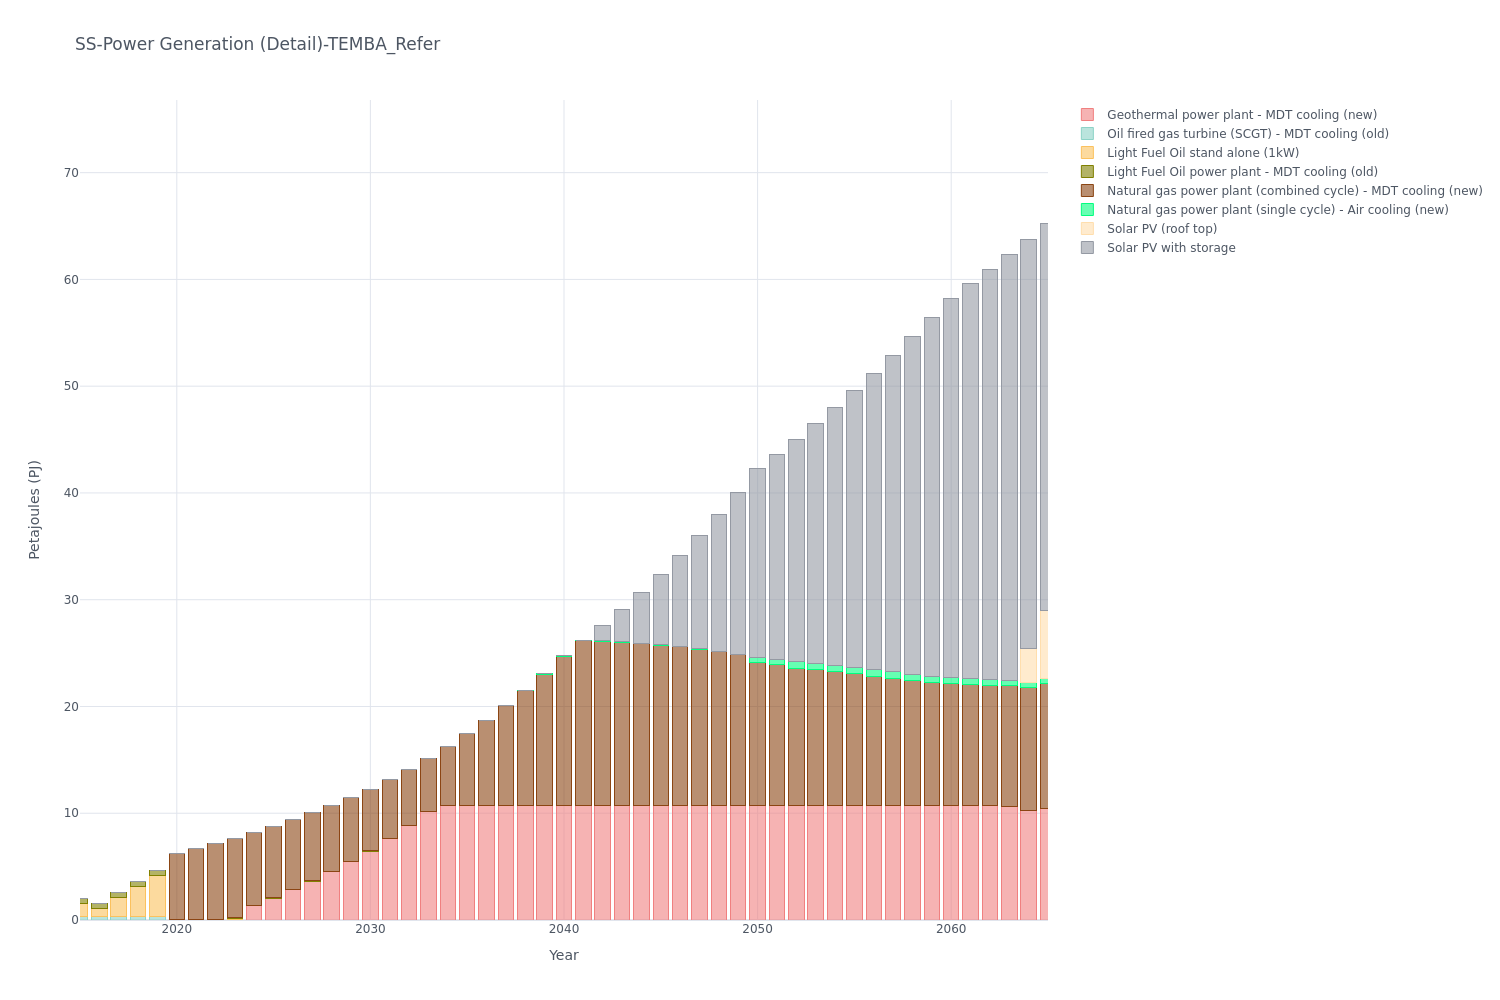 SS-Power Generation (Detail)-TEMBA_Refer
Geothermal power plant - MDT cooling (new)
Oil fired gas turbine (SCGT) - MDT cooling (old)
Light Fuel Oil stand alone (1kW)
Light Fuel Oil power plant - MDT cooling (old)
Natural gas power plant (combined cycle) - MDT cooling (new)
Natural gas power plant (single cycle) - Air cooling (new)
Solar PV (roof top)
Solar PV with storage
70
60
50
40
30
20
10
0
Petajoules (PJ)
2020 2030 2040 2050 2060
Year